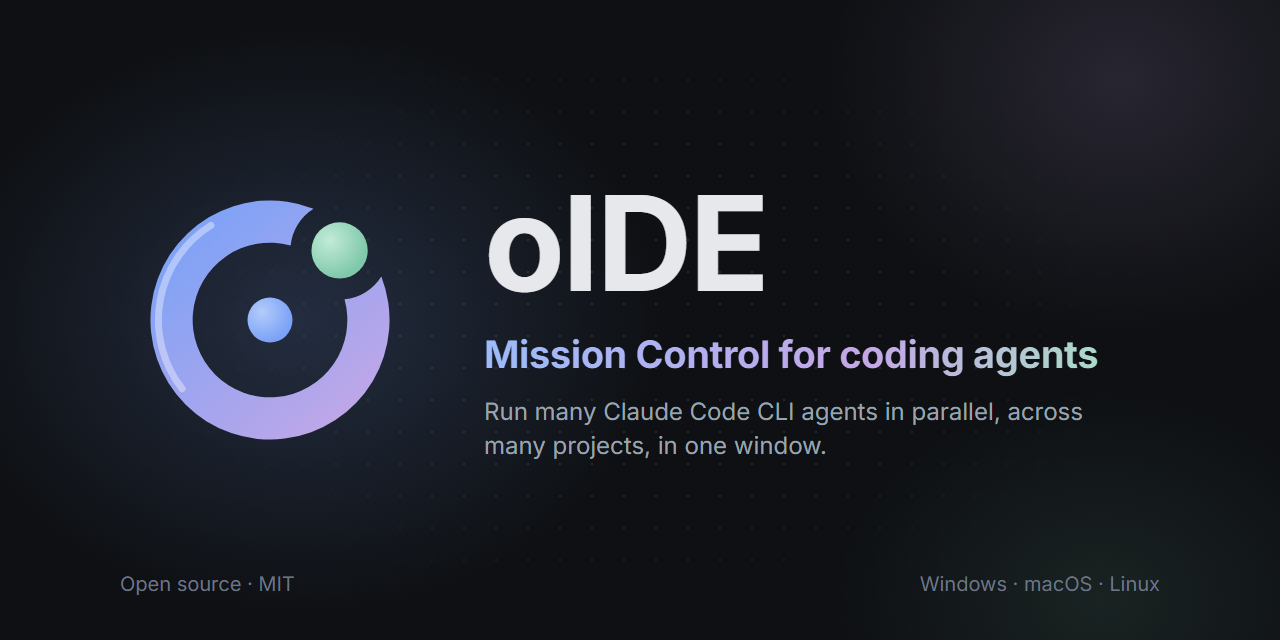 oIDE
Mission Control for coding agents
Run many Claude Code CLI agents in parallel, across
many projects, in one window.
Open source · MIT
Windows · macOS · Linux